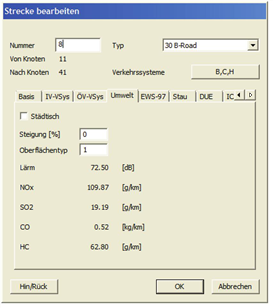 Strecke bearbeiten
Nummer 8 Typ 30 B-Road
Von Knoten 11
Nach Knoten 41 Verkehrssysteme B,C,H
Basis IV-VSys ÖV-VSys Umwelt EWS-97 Stau DUE IC
Städtisch
Steigung [%] 0
Oberflächentyp 1
Lärm 72.50 [dB]
NOx 109.87 [g/km]
SO2 19.19 [g/km]
CO 0.52 [kg/km]
HC 62.80 [g/km]
Hin/Rück OK Abbrechen